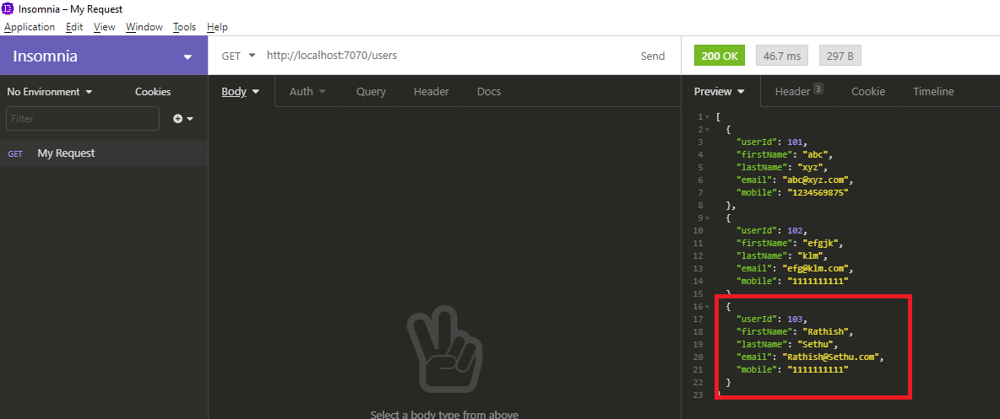 Insomnia – My Request
Application Edit View Window Tools Help
Insomnia
GET http://localhost:7070/users Send
200 OK 46.7 ms 297 B
No Environment Cookies
Body Auth Query Header Docs
Preview Header 3 Cookie Timeline
Filter
GET My Request
1 [
2 {
3 "userId": 101,
4 "firstName": "abc",
5 "lastName": "xyz",
6 "email": "abc@xyz.com",
7 "mobile": "1234569875"
8 },
9 {
10 "userId": 102,
11 "firstName": "efgjk",
12 "lastName": "klm",
13 "email": "efg@klm.com",
14 "mobile": "1111111111"
15 }
16 {
17 "userId": 103,
18 "firstName": "Rathish",
19 "lastName": "Sethu",
20 "email": "Rathish@Sethu.com",
21 "mobile": "1111111111"
22 }
23
Select a body type from above